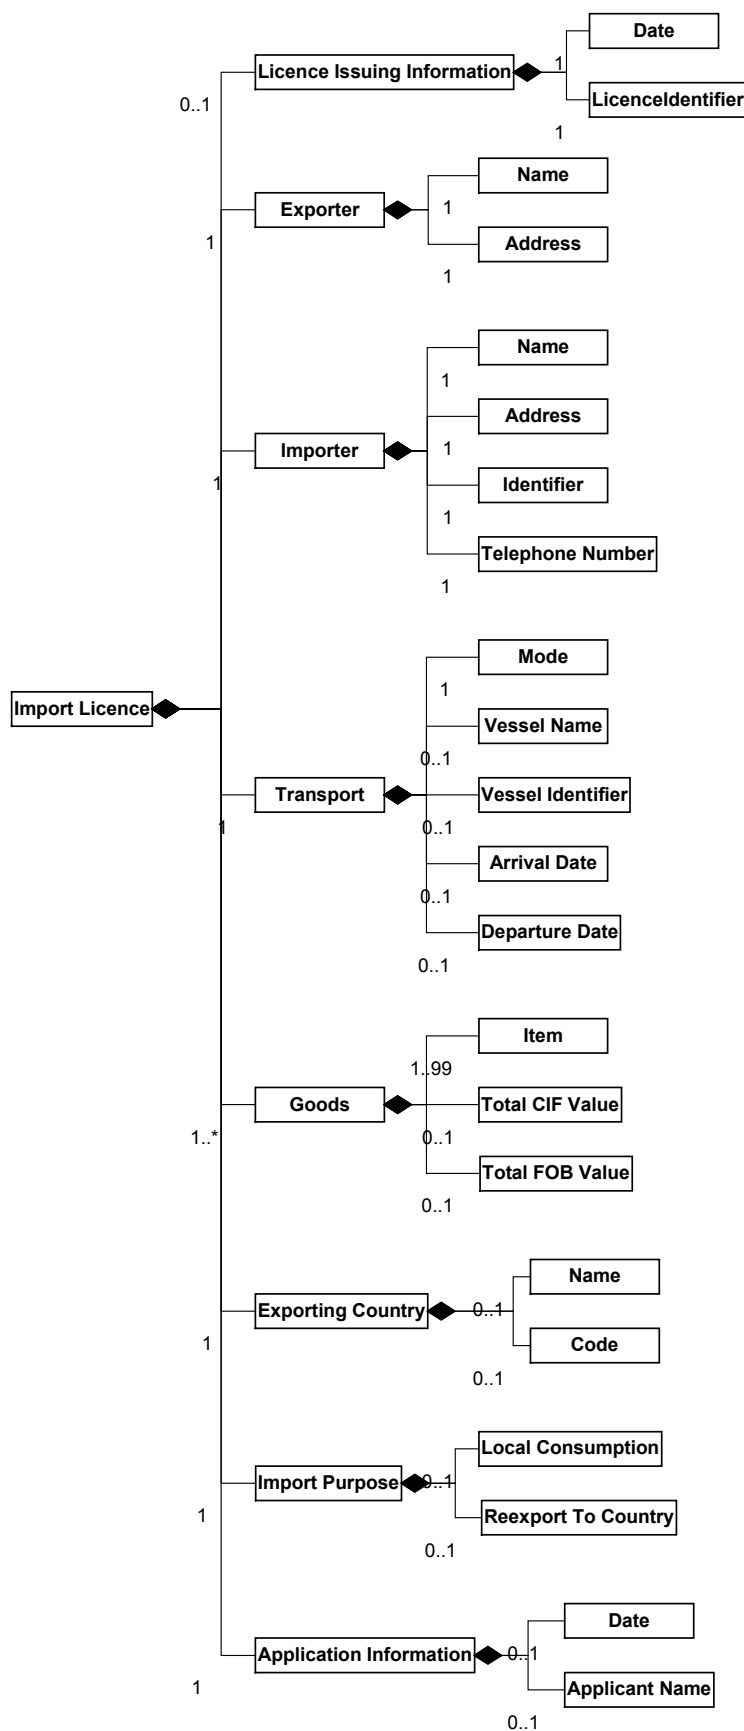 Date
Licence Issuing Information
1
LicenceIdentifier
0..1
1
Name
Exporter
1
1
Address
1
Name
1
Address
Importer
1
1
Identifier
1
Telephone Number
1
Mode
1
Import Licence
Vessel Name
0..1
Transport
Vessel Identifier
1
0..1
Arrival Date
0..1
Departure Date
0..1
Item
1..99
Goods
Total CIF Value
1..*
0..1
Total FOB Value
0..1
Name
Exporting Country
0..1
1
Code
0..1
Local Consumption
Import Purpose
0..1
1
Reexport To Country
0..1
Date
Application Information
0..1
1
Applicant Name
0..1